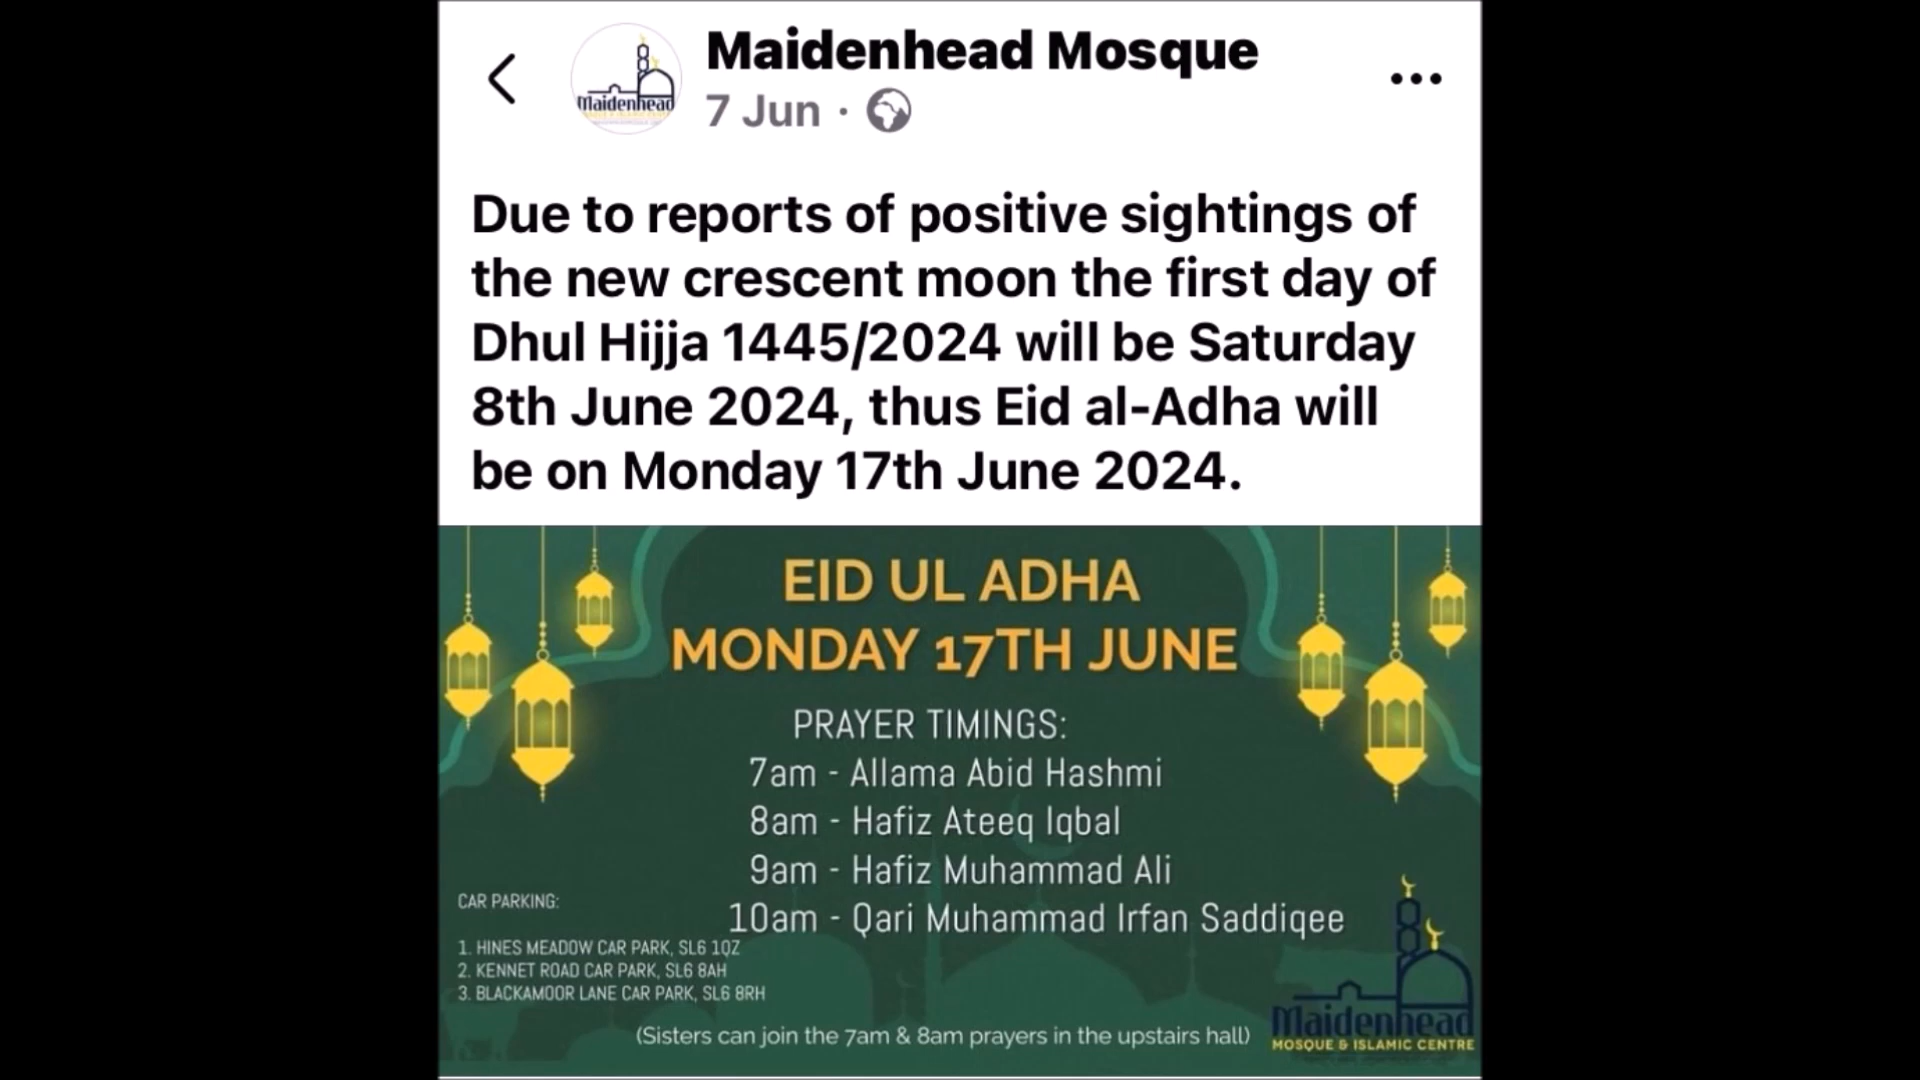 Maidenhead Mosque
7 Jun ·
Maidenhead
Due to reports of positive sightings of
the new crescent moon the first day of
Dhul Hijja 1445/2024 will be Saturday
8th June 2024, thus Eid al-Adha will
be on Monday 17th June 2024.
EID UL ADHA
MONDAY 17TH JUNE
PRAYER TIMINGS:
7am - Allama Abid Hashmi
8am - Hafiz Ateeq Iqbal
9am - Hafiz Muhammad Ali
10am - Qari Muhammad Irfan Saddiqee
CAR PARKING:
1. HINES MEADOW CAR PARK, SL6 1QZ
2. KENNET ROAD CAR PARK, SL6 8AH
3. BLACKAMOOR LANE CAR PARK, SL6 8RH
(Sisters can join the 7am & 8am prayers in the upstairs hall)
Maidenhead
MOSQUE & ISLAMIC CENTRE